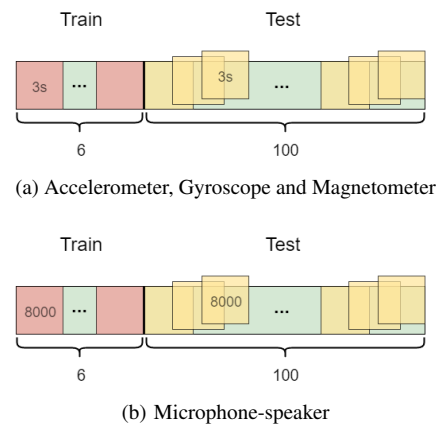 Train Test
3s ... 3s ...
6 100
(a) Accelerometer, Gyroscope and Magnetometer
Train Test
8000 ... 8000 ...
6 100
(b) Microphone-speaker